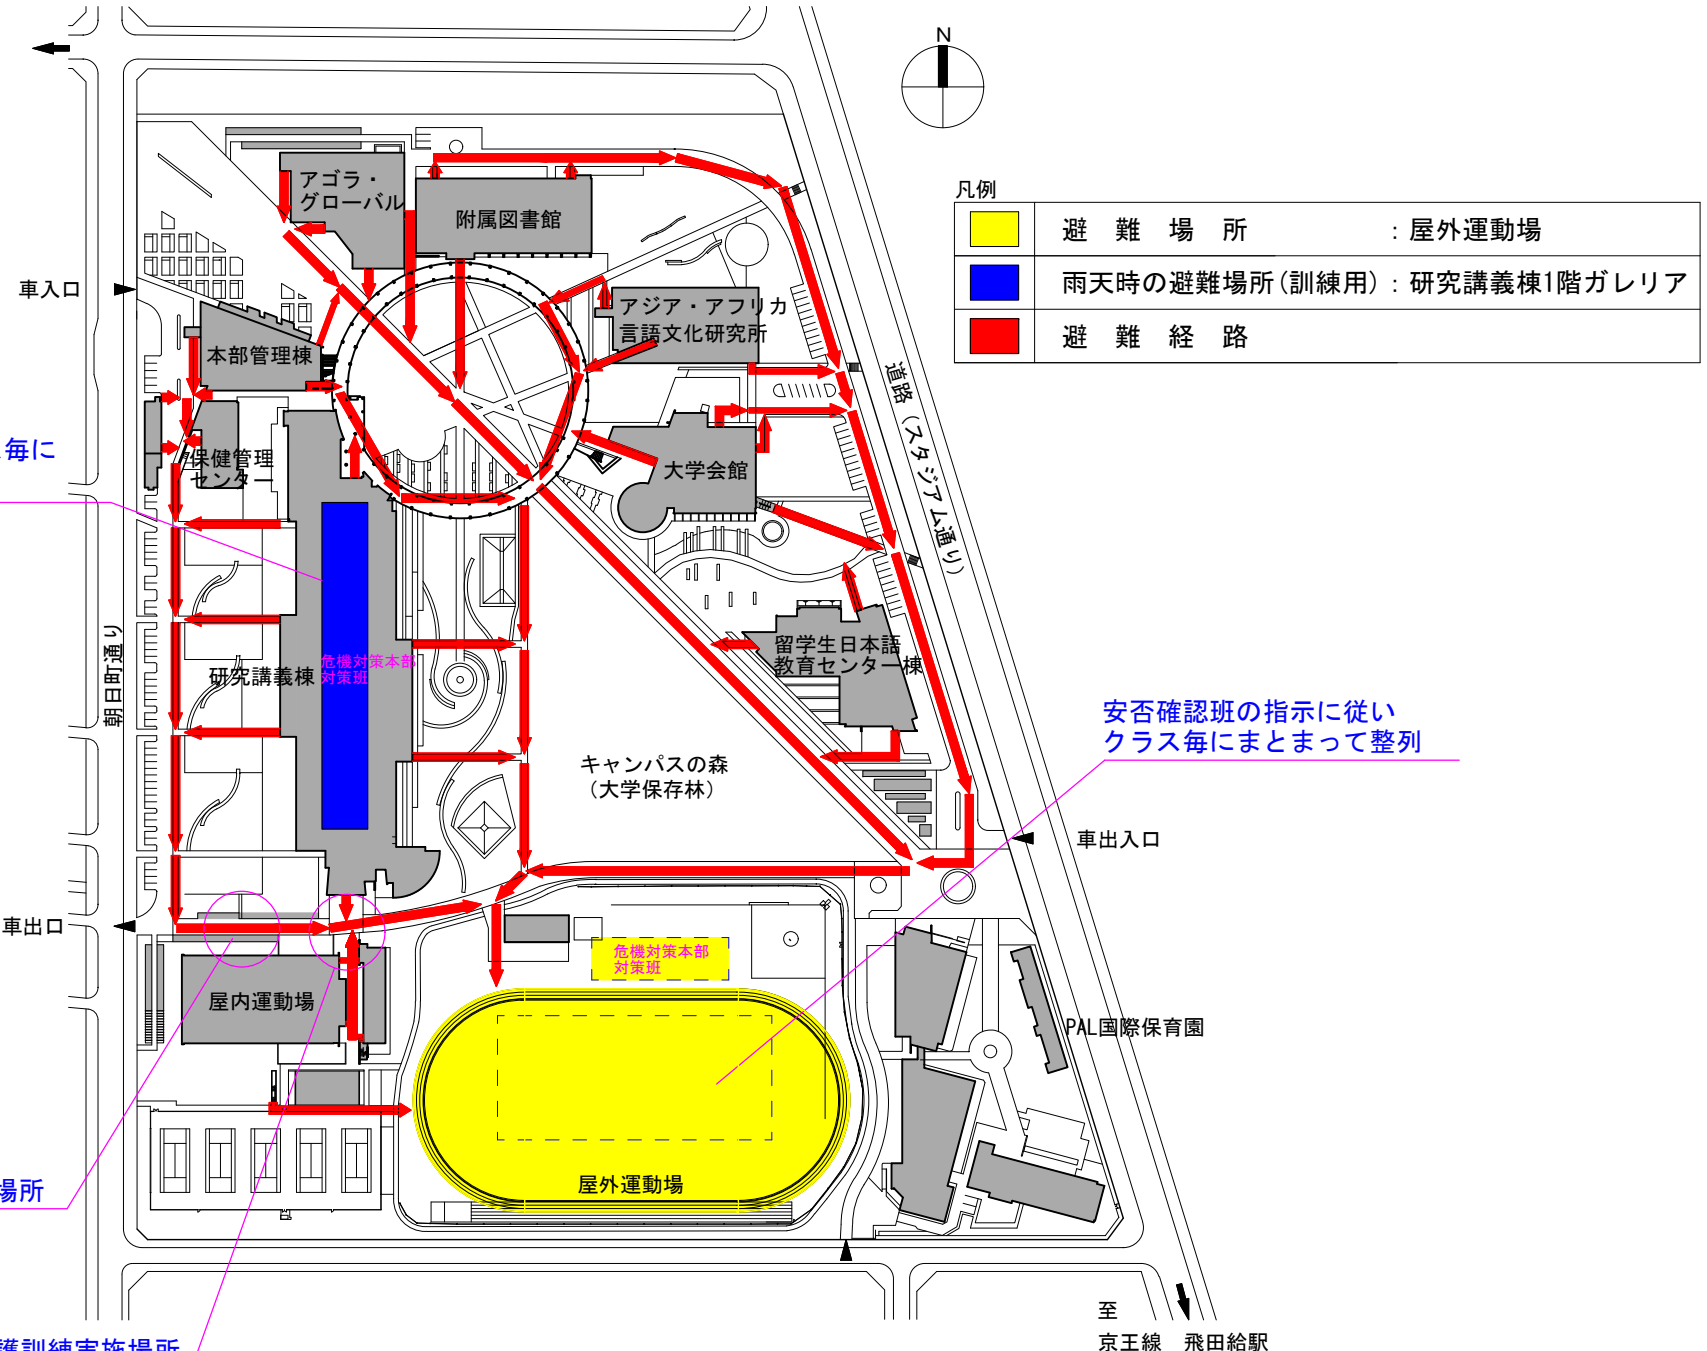 N
アゴラ・
グローバル
附属図書館
凡例
避難場所：屋外運動場
雨天時の避難場所(訓練用)：研究講義棟1階ガレリア
避難経路
車入口
アジア・アフリカ
言語文化研究所
本部管理棟
道路（スタジアム通り）
毎に
保健管理
センター
大学会館
朝日町通り
研究講義棟
危機対策本部
対策班
留学生日本語
教育センター棟
安否確認班の指示に従い
クラス毎にまとまって整列
キャンパスの森
（大学保存林）
車出入口
車出口
危機対策本部
対策班
屋内運動場
PAL国際保育園
場所
屋外運動場
至
京王線　飛田給駅
護訓練実施場所